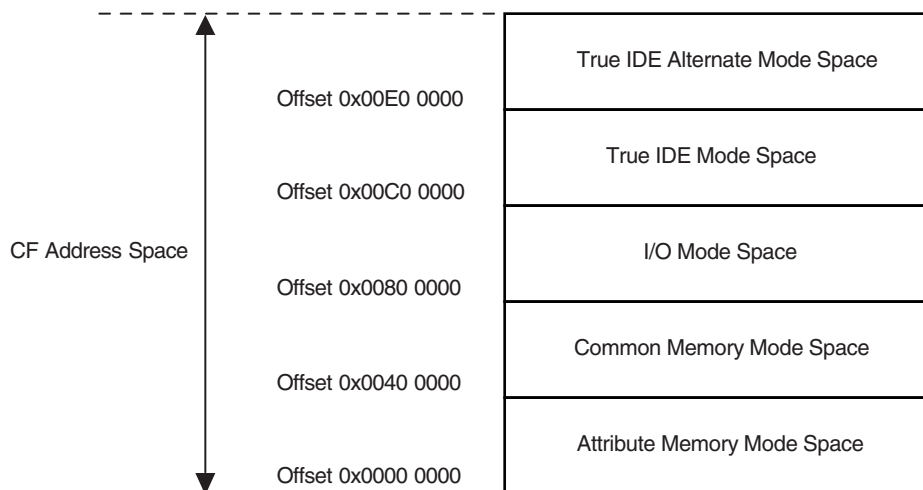 True IDE Alternate Mode Space
Offset 0x00E0 0000
True IDE Mode Space
Offset 0x00C0 0000
CF Address Space
I/O Mode Space
Offset 0x0080 0000
Common Memory Mode Space
Offset 0x0040 0000
Attribute Memory Mode Space
Offset 0x0000 0000